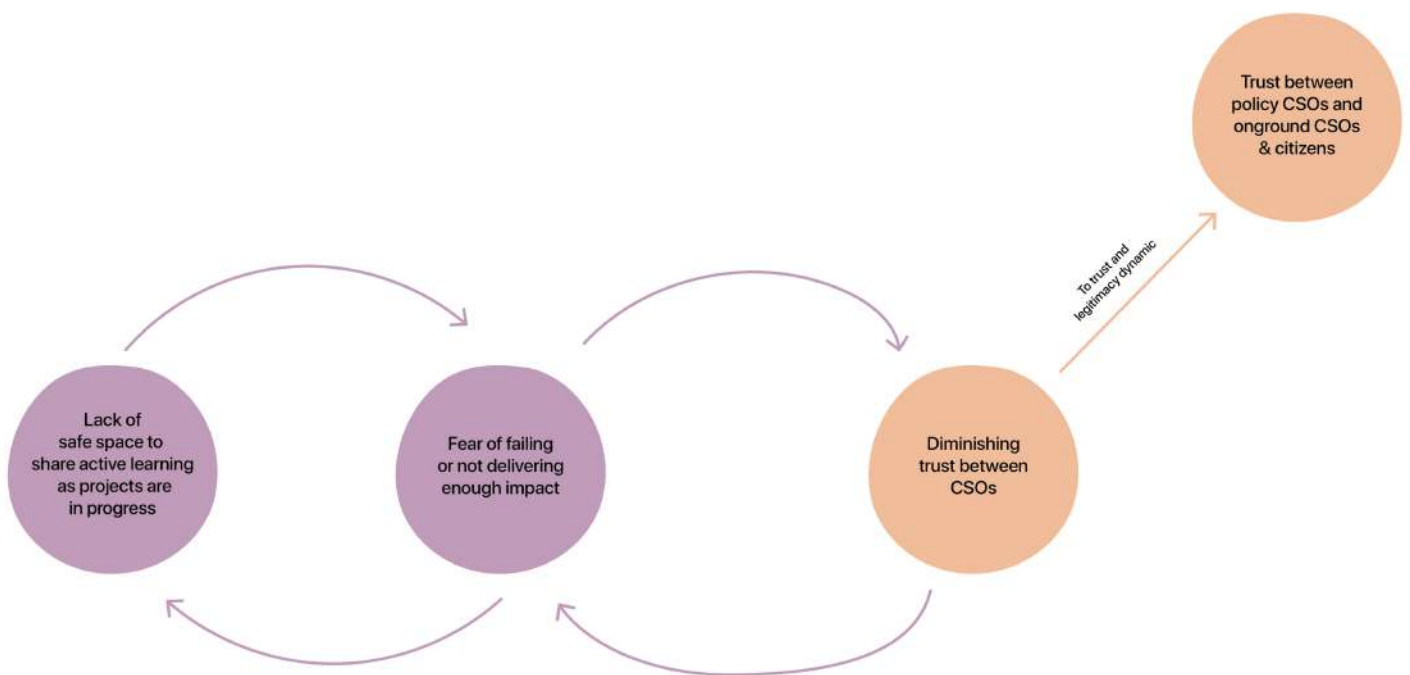 Trust between
policy CSOs and
onground CSOs
& citizens
To trust and
legitimacy dynamic
Lack of
safe space to
share active learning
as projects are
in progress
Fear of failing
or not delivering
enough impact
Diminishing
trust between
CSOs